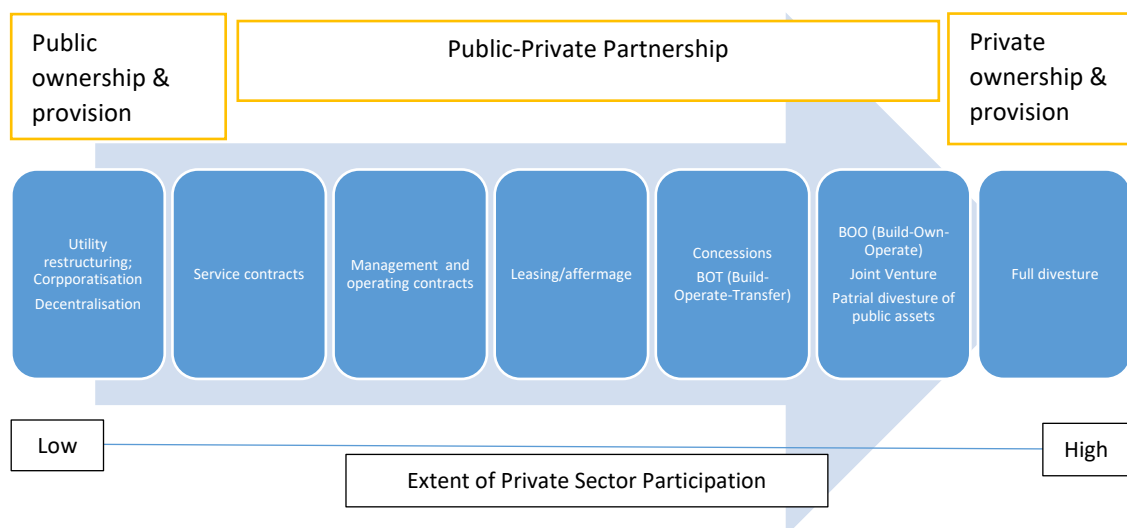 Public
ownership &
provision
Public-Private Partnership
Private
ownership &
provision
Utility
restructuring;
Corpporatisation
Decentralisation
Service contracts
Management and
operating contracts
Leasing/affermage
Concessions
BOT (Build-
Operate-Transfer)
BOO (Build-Own-
Operate)
Joint Venture
Patrial divesture of
public assets
Full divesture
Low
High
Extent of Private Sector Participation